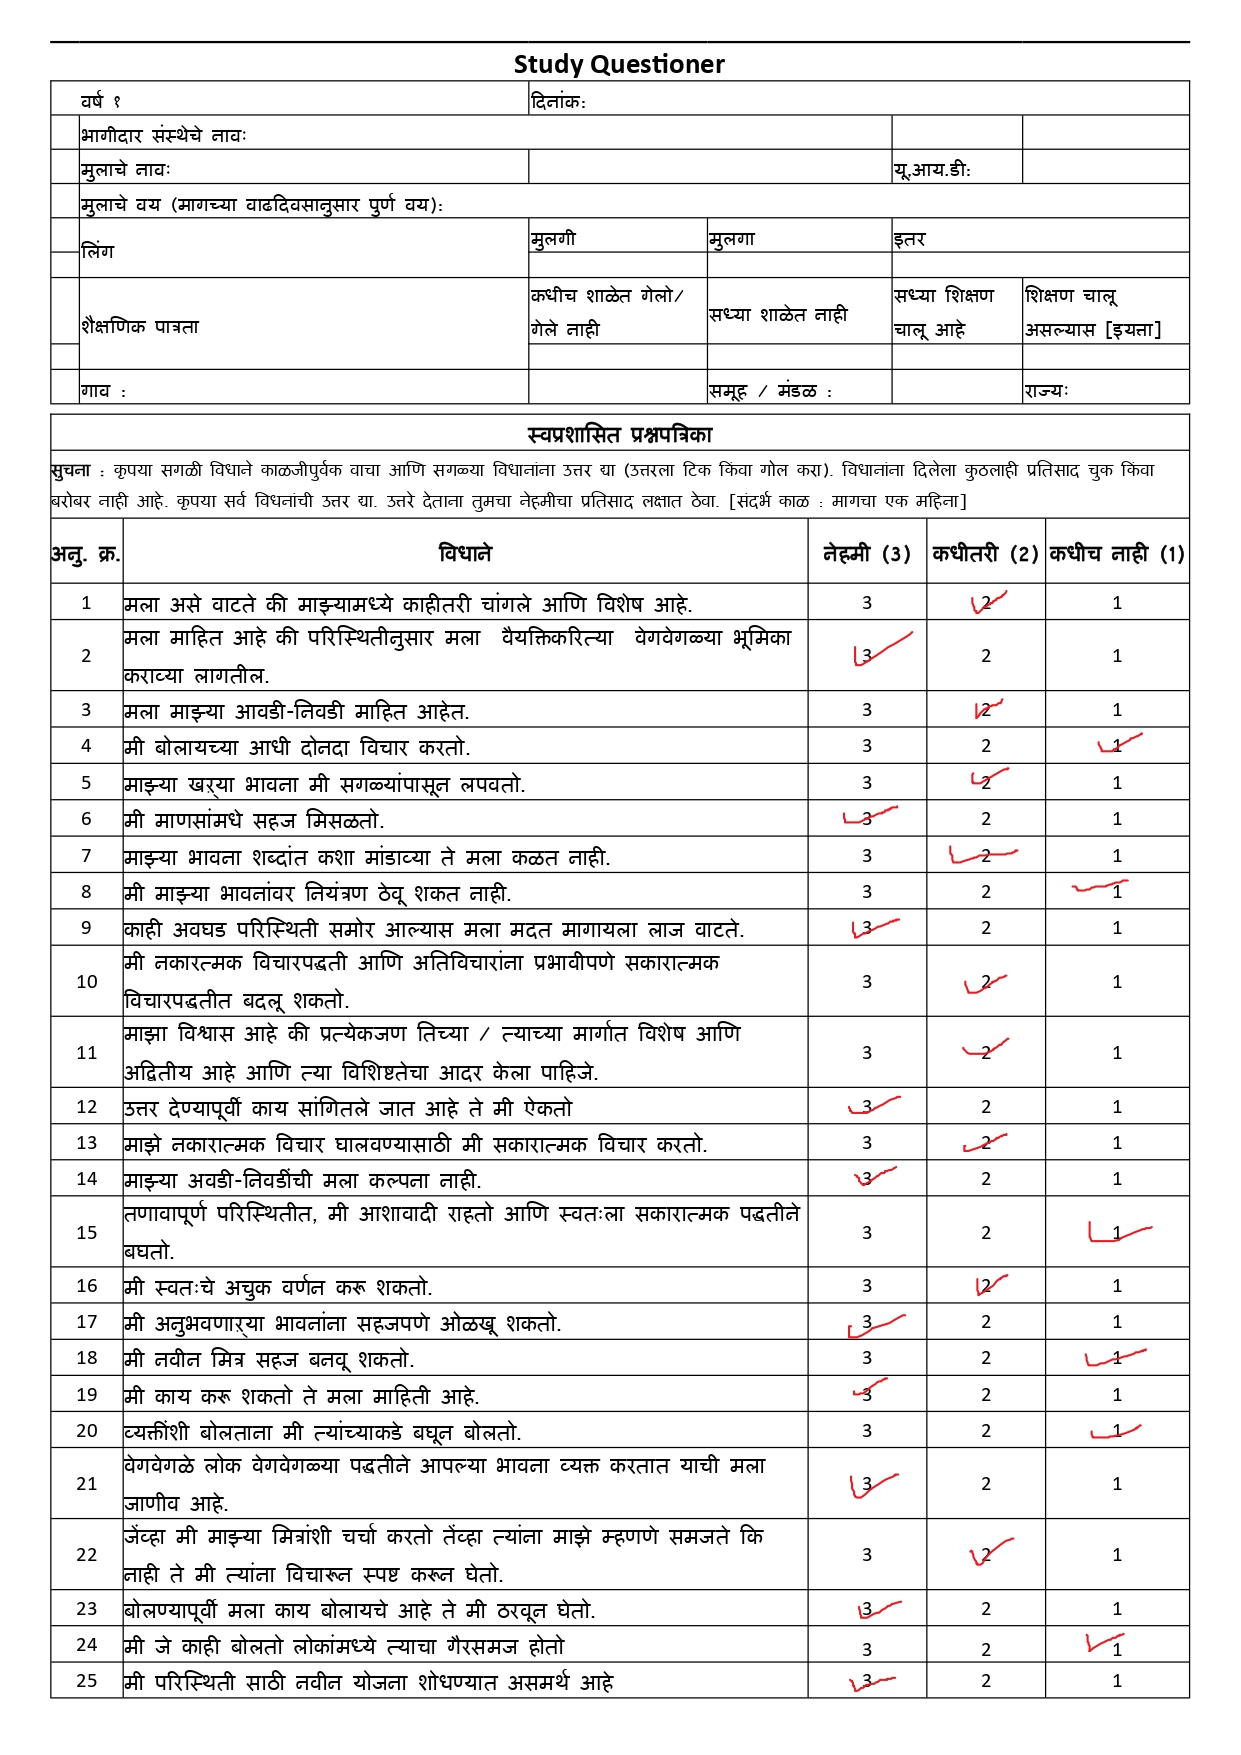 Study Questioner
वर्ष १ दिनांक:
भागीदार संस्थेचे नावः
मुलाचे नावः यू.आय.डी:
मुलाचे वय (मागच्या वाढदिवसानुसार पुर्ण वय):
लिंग मुलगी मुलगा इतर
शैक्षणिक पात्रता कधीच शाळेत गेलो/ गेले नाही सध्या शाळेत नाही सध्या शिक्षण चालू आहे शिक्षण चालू असल्यास [इयत्ता]
गाव : समूह / मंडळ : राज्यः
स्वप्रशासित प्रश्नपत्रिका
सुचना : कृपया सगळी विधाने काळजीपुर्वक वाचा आणि सगळ्या विधानांना उत्तर द्या (उत्तरला टिक किंवा गोल करा). विधानांना दिलेला कुठलाही प्रतिसाद चुक किंवा
बरोबर नाही आहे. कृपया सर्व विधनांची उत्तर द्या. उत्तरे देताना तुमचा नेहमीचा प्रतिसाद लक्षात ठेवा. [संदर्भ काळ : मागचा एक महिना]
अनु. क्र. विधाने नेहमी (3) कधीतरी (2) कधीच नाही (1)
1 मला असे वाटते की माझ्यामध्ये काहीतरी चांगले आणि विशेष आहे. 3 2 1
2 मला माहित आहे की परिस्थितीनुसार मला वैयक्तिकरित्या वेगवेगळ्या भूमिका
कराव्या लागतील. 3 2 1
3 मला माझ्या आवडी-निवडी माहित आहेत. 3 2 1
4 मी बोलायच्या आधी दोनदा विचार करतो. 3 2 1
5 माझ्या खऱ्या भावना मी सगळ्यांपासून लपवतो. 3 2 1
6 मी माणसांमधे सहज मिसळतो. 3 2 1
7 माझ्या भावना शब्दांत कशा मांडाव्या ते मला कळत नाही. 3 2 1
8 मी माझ्या भावनांवर नियंत्रण ठेवू शकत नाही. 3 2 1
9 काही अवघड परिस्थिती समोर आल्यास मला मदत मागायला लाज वाटते. 3 2 1
10 मी नकारत्मक विचारपद्धती आणि अतिविचारांना प्रभावीपणे सकारात्मक
विचारपद्धतीत बदलू शकतो. 3 2 1
11 माझा विश्वास आहे की प्रत्येकजण तिच्या / त्याच्या मार्गात विशेष आणि
अद्वितीय आहे आणि त्या विशिष्टतेचा आदर केला पाहिजे. 3 2 1
12 उत्तर देण्यापूर्वी काय सांगितले जात आहे ते मी ऐकतो 3 2 1
13 माझे नकारात्मक विचार घालवण्यासाठी मी सकारात्मक विचार करतो. 3 2 1
14 माझ्या अवडी-निवडींची मला कल्पना नाही. 3 2 1
15 तणावापूर्ण परिस्थितीत, मी आशावादी राहतो आणि स्वतःला सकारात्मक पद्धतीने
बघतो. 3 2 1
16 मी स्वतःचे अचुक वर्णन करू शकतो. 3 2 1
17 मी अनुभवणाऱ्या भावनांना सहजपणे ओळखू शकतो. 3 2 1
18 मी नवीन मित्र सहज बनवू शकतो. 3 2 1
19 मी काय करू शकतो ते मला माहिती आहे. 3 2 1
20 व्यक्तींशी बोलताना मी त्यांच्याकडे बघून बोलतो. 3 2 1
21 वेगवेगळे लोक वेगवेगळ्या पद्धतीने आपल्या भावना व्यक्त करतात याची मला
जाणीव आहे. 3 2 1
22 जेंव्हा मी माझ्या मित्रांशी चर्चा करतो तेंव्हा त्यांना माझे म्हणणे समजते कि
नाही ते मी त्यांना विचारून स्पष्ट करून घेतो. 3 2 1
23 बोलण्यापूर्वी मला काय बोलायचे आहे ते मी ठरवून घेतो. 3 2 1
24 मी जे काही बोलतो लोकांमध्ये त्याचा गैरसमज होतो 3 2 1
25 मी परिस्थिती साठी नवीन योजना शोधण्यात असमर्थ आहे 3 2 1